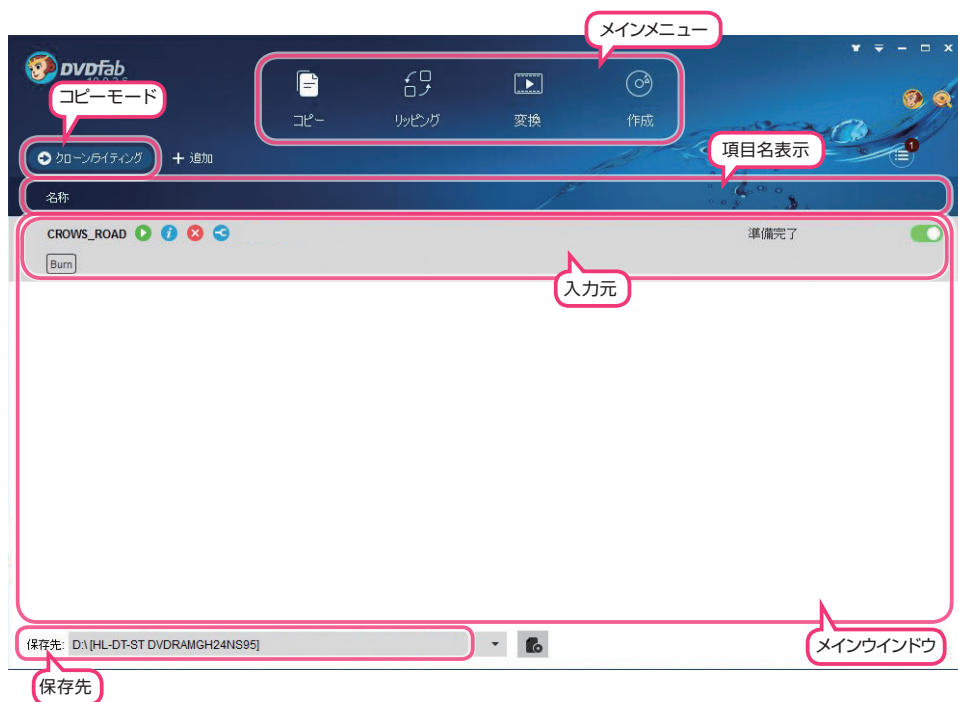 メインメニュー
DVDFab
コピーモード
コピー
リッピング
変換
作成
クローン/ライティング
+ 追加
項目名表示
1
名称
CROWS_ROAD
準備完了
Burn
入力元
保存先: D:\ [HL-DT-ST DVDRAMGH24NS95]
メインウインドウ
保存先